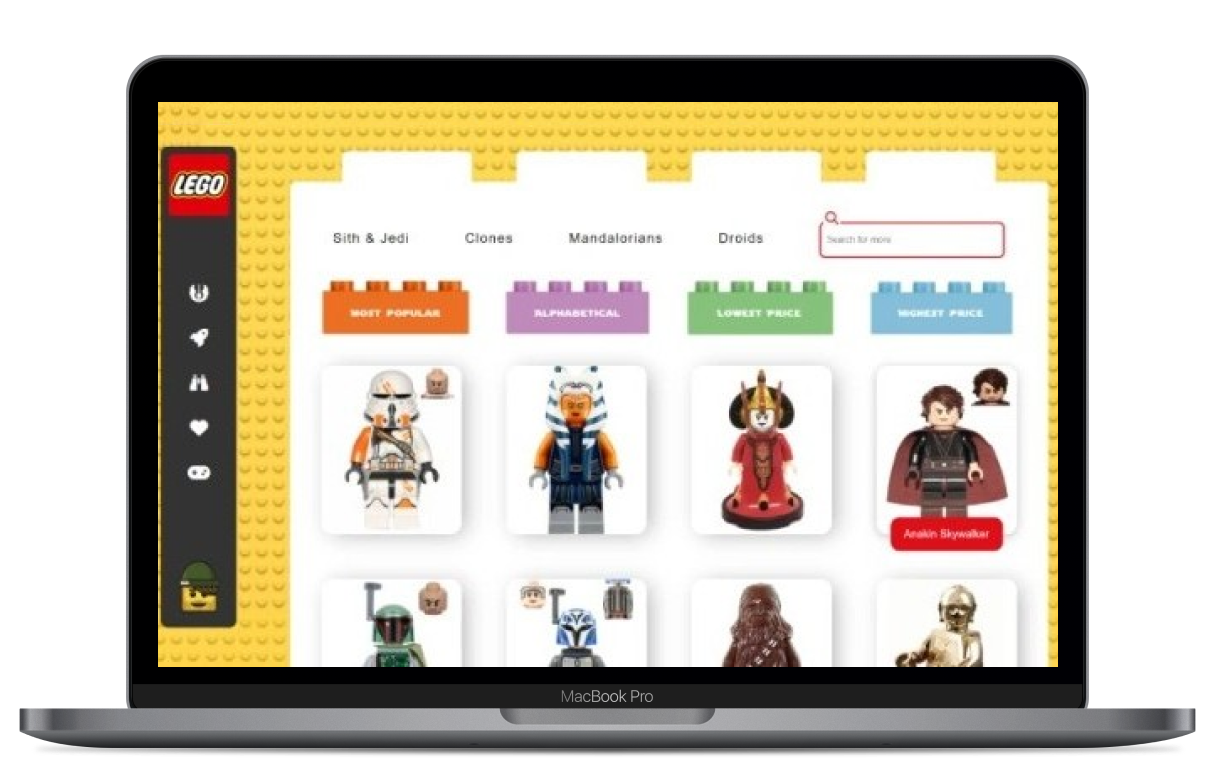 LEGO
Sith & Jedi
Clones
Mandalorians
Droids
Search for more
MOST POPULAR
ALPHABETICAL
LOWEST PRICE
HIGHEST PRICE
Anakin Skywalker
MacBook Pro